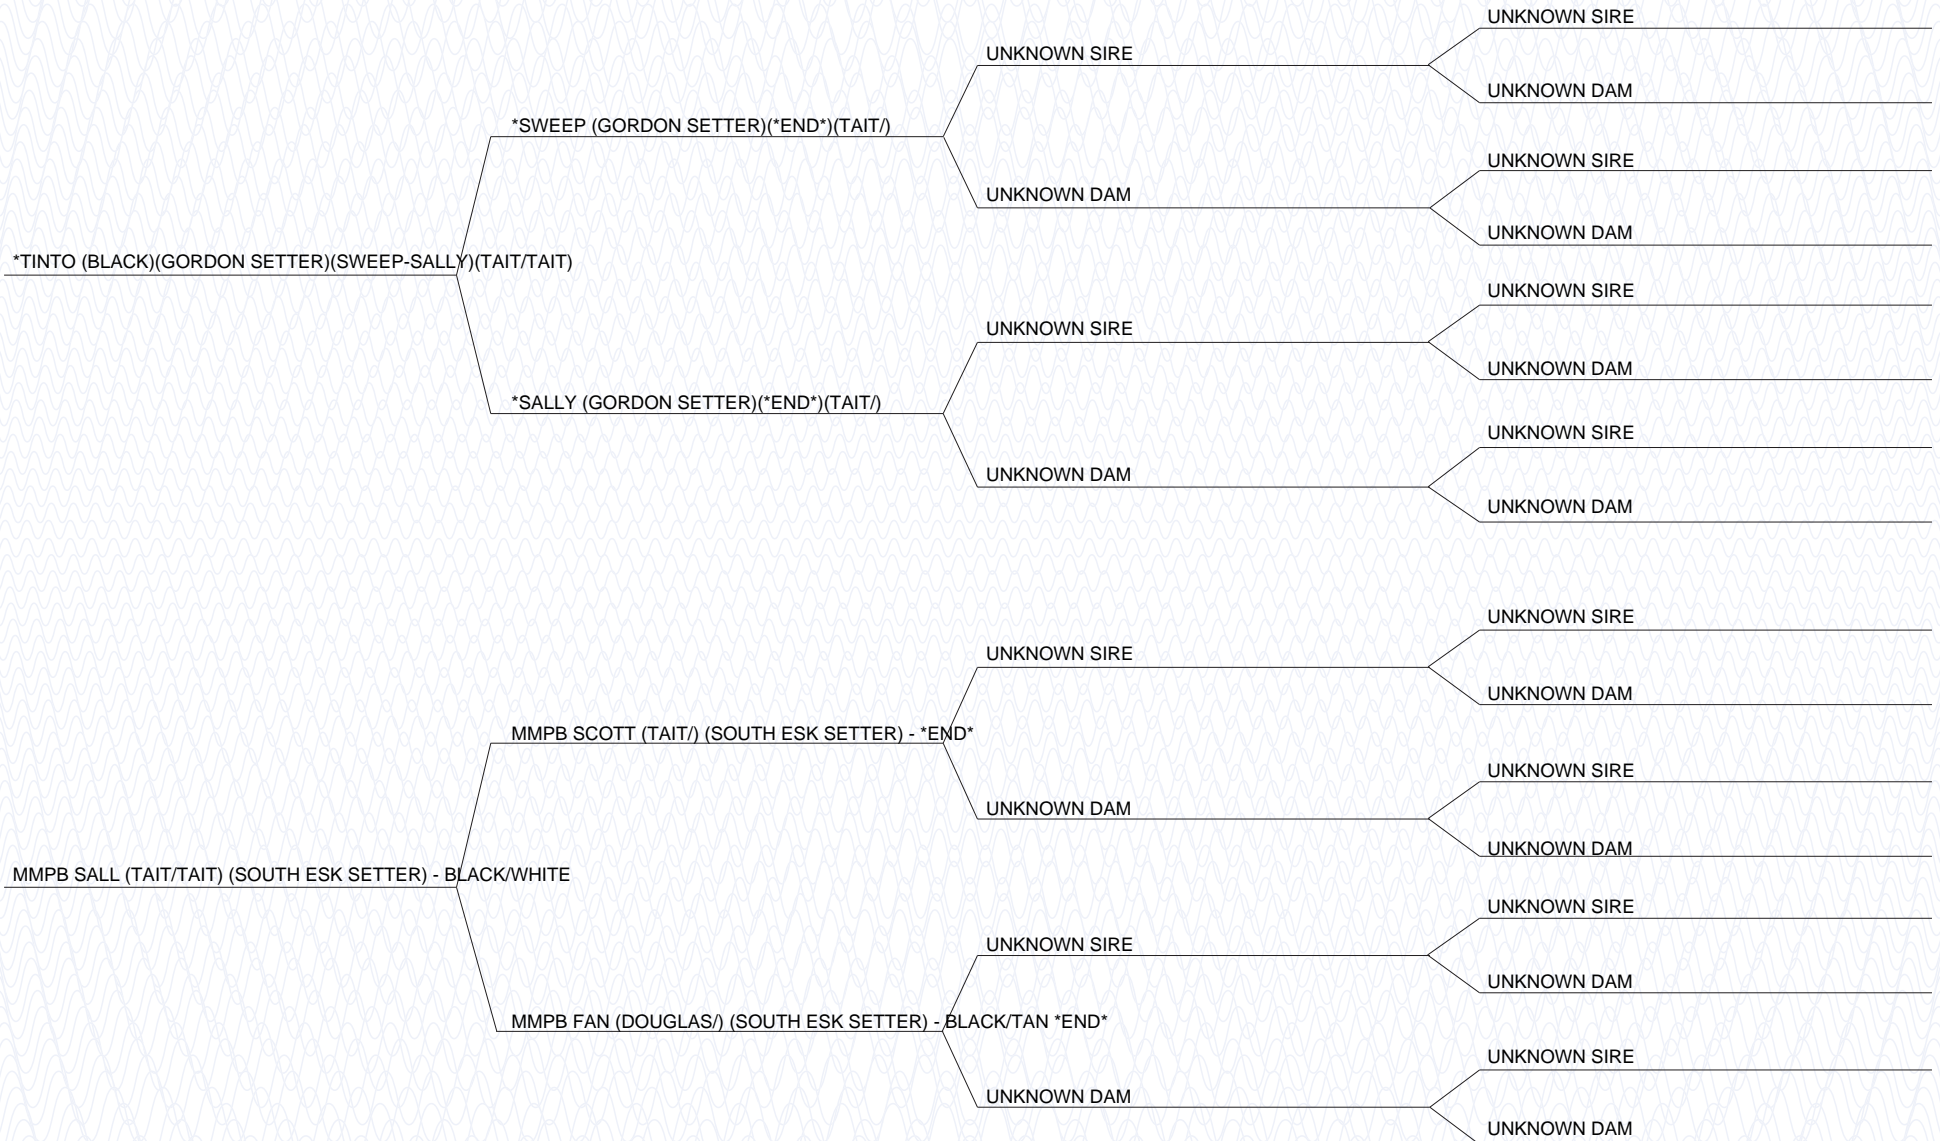 UNKNOWN SIRE
UNKNOWN SIRE
UNKNOWN DAM
*SWEEP (GORDON SETTER)(*END*)(TAIT/)
UNKNOWN SIRE
UNKNOWN DAM
UNKNOWN DAM
*TINTO (BLACK)(GORDON SETTER)(SWEEP-SALLY)(TAIT/TAIT)
UNKNOWN SIRE
UNKNOWN SIRE
UNKNOWN DAM
*SALLY (GORDON SETTER)(*END*)(TAIT/)
UNKNOWN SIRE
UNKNOWN DAM
UNKNOWN DAM
UNKNOWN SIRE
UNKNOWN SIRE
UNKNOWN DAM
MMPB SCOTT (TAIT/) (SOUTH ESK SETTER) - *END*
UNKNOWN SIRE
UNKNOWN DAM
UNKNOWN DAM
MMPB SALL (TAIT/TAIT) (SOUTH ESK SETTER) - BLACK/WHITE
UNKNOWN SIRE
UNKNOWN SIRE
UNKNOWN DAM
MMPB FAN (DOUGLAS/) (SOUTH ESK SETTER) - BLACK/TAN *END*
UNKNOWN SIRE
UNKNOWN DAM
UNKNOWN DAM